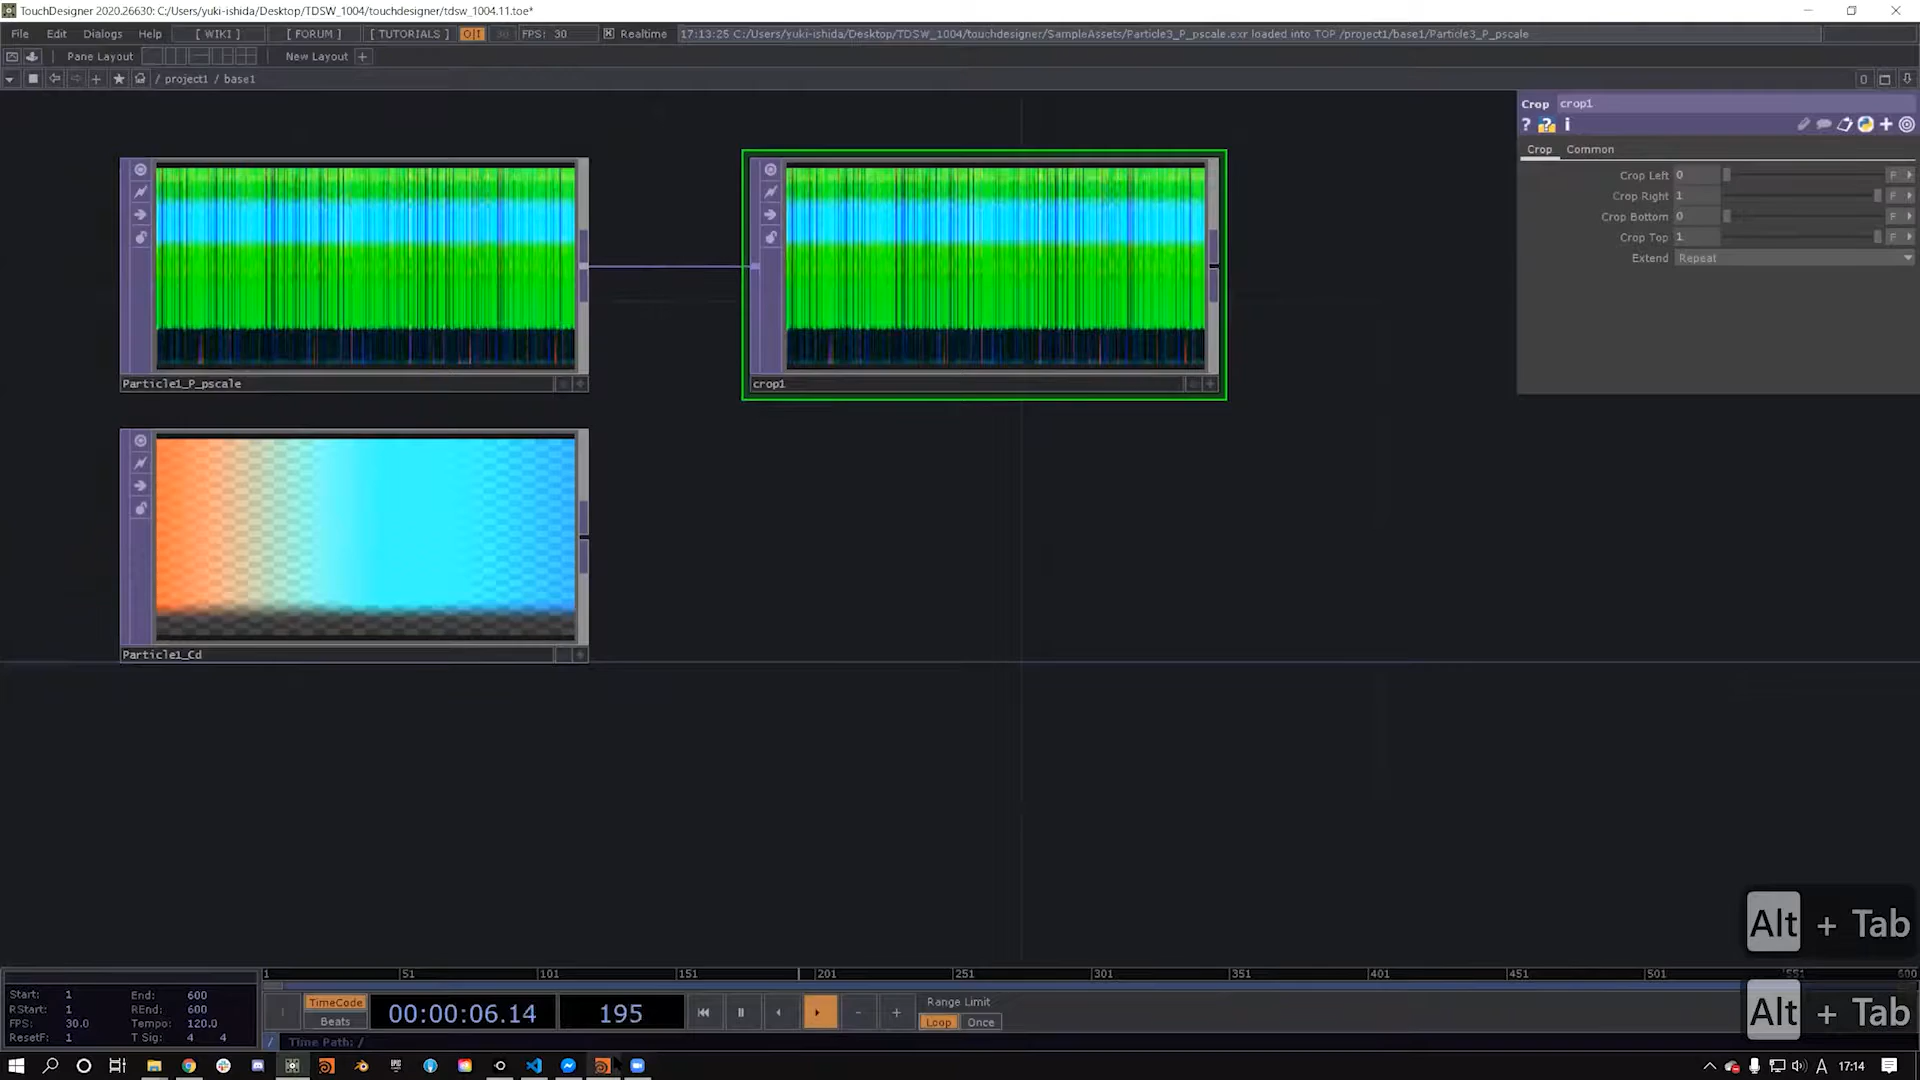 TouchDesigner 2020.26630: C:/Users/yuki-ishida/Desktop/TDSW_1004/touchdesigner/tdsw_1004.11.toe*
File Edit Dialogs Help [ WIKI ] [ FORUM ] [ TUTORIALS ] O|I 30 FPS: 30 Realtime 17:13:25 C:/Users/yuki-ishida/Desktop/TDSW_1004/touchdesigner/SampleAssets/Particle3_P_pscale.exr loaded into TOP /project1/base1/Particle3_P_pscale
Pane Layout New Layout +
/ project1 / base1 0
Crop crop1
? ? i
Crop Common
Crop Left 0 F
Crop Right 1 F
Crop Bottom 0 F
Crop Top 1 F
Extend Repeat
Particle1_P_pscale
crop1
Particle1_Cd
Alt + Tab
Alt + Tab
1 51 101 151 201 251 301 351 401 451 501 551 600
Start: 1 End: 600
RStart: 1 REnd: 600
FPS: 30.0 Tempo: 120.0
ResetF: 1 T Sig: 4 4
TimeCode
Beats
00:00:06.14 195
- +
Range Limit
Loop Once
/ Time Path: /
A 17:14